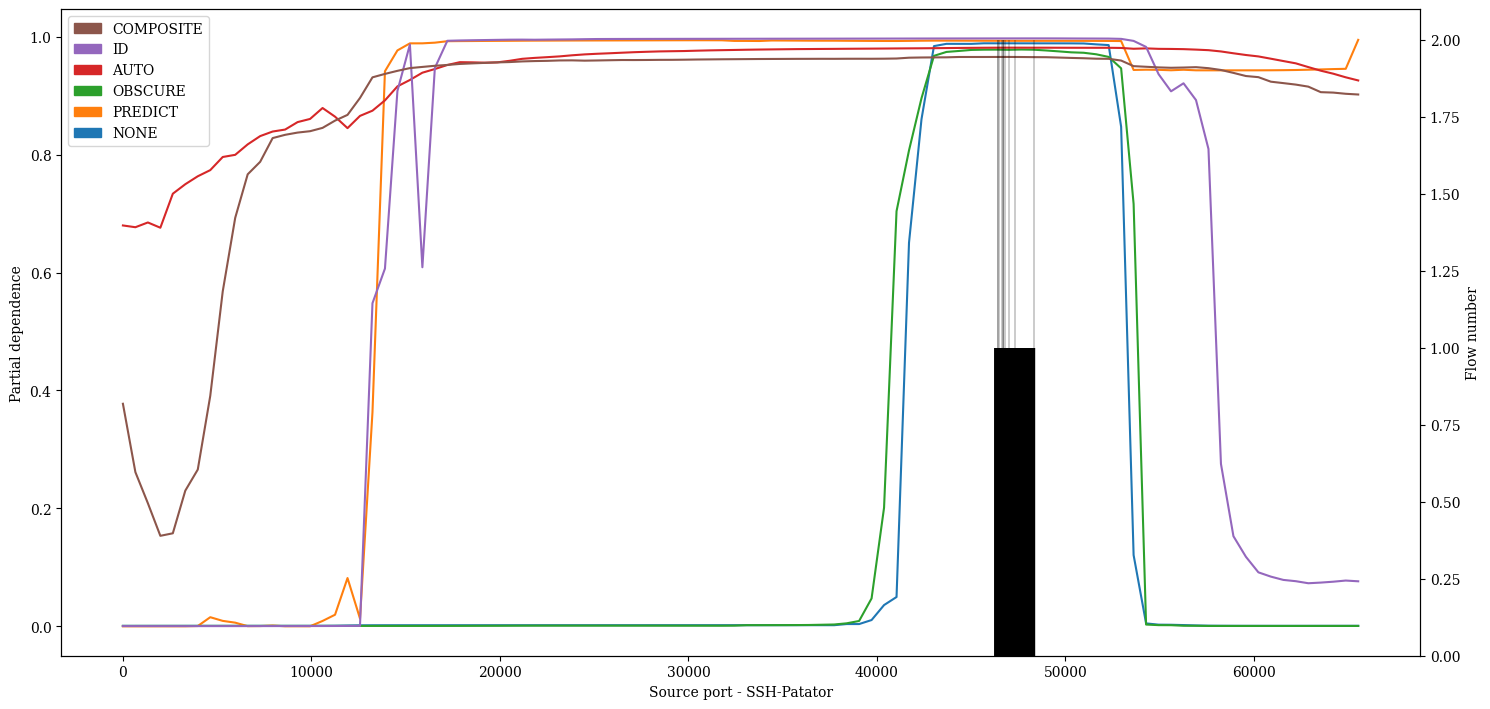 COMPOSITE
ID
AUTO
OBSCURE
PREDICT
NONE
Partial dependence
1.0
0.8
0.6
0.4
0.2
0.0
0
10000
20000
30000
40000
50000
60000
Source port - SSH-Patator
2.00
1.75
1.50
1.25
1.00
0.75
0.50
0.25
0.00
Flow number